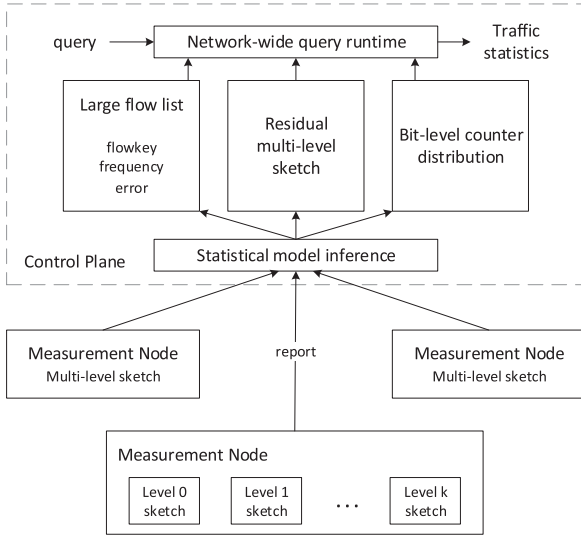 query
Network-wide query runtime
Traffic
statistics
Large flow list
flowkey
frequency
error
Residual
multi-level
sketch
Bit-level counter
distribution
Statistical model inference
Control Plane
Measurement Node
Multi-level sketch
report
Measurement Node
Multi-level sketch
Measurement Node
Level 0
sketch
Level 1
sketch
...
Level k
sketch